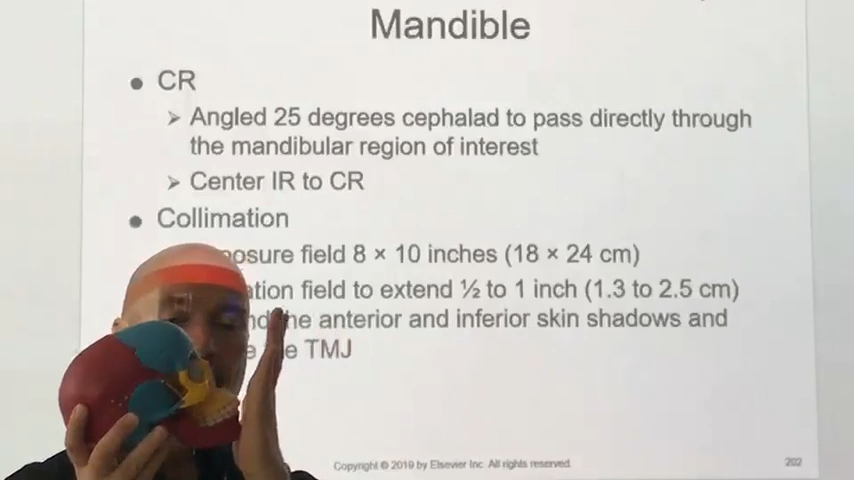 Mandible
CR
Angled 25 degrees cephalad to pass directly through
the mandibular region of interest
Center IR to CR
Collimation
field 8 × 10 inches (18 × 24 cm)
field to extend ½ to 1 inch (1.3 to 2.5 cm)
the anterior and inferior skin shadows and
TMJ
Copyright © 2019 by Elsevier Inc. All rights reserved.
202